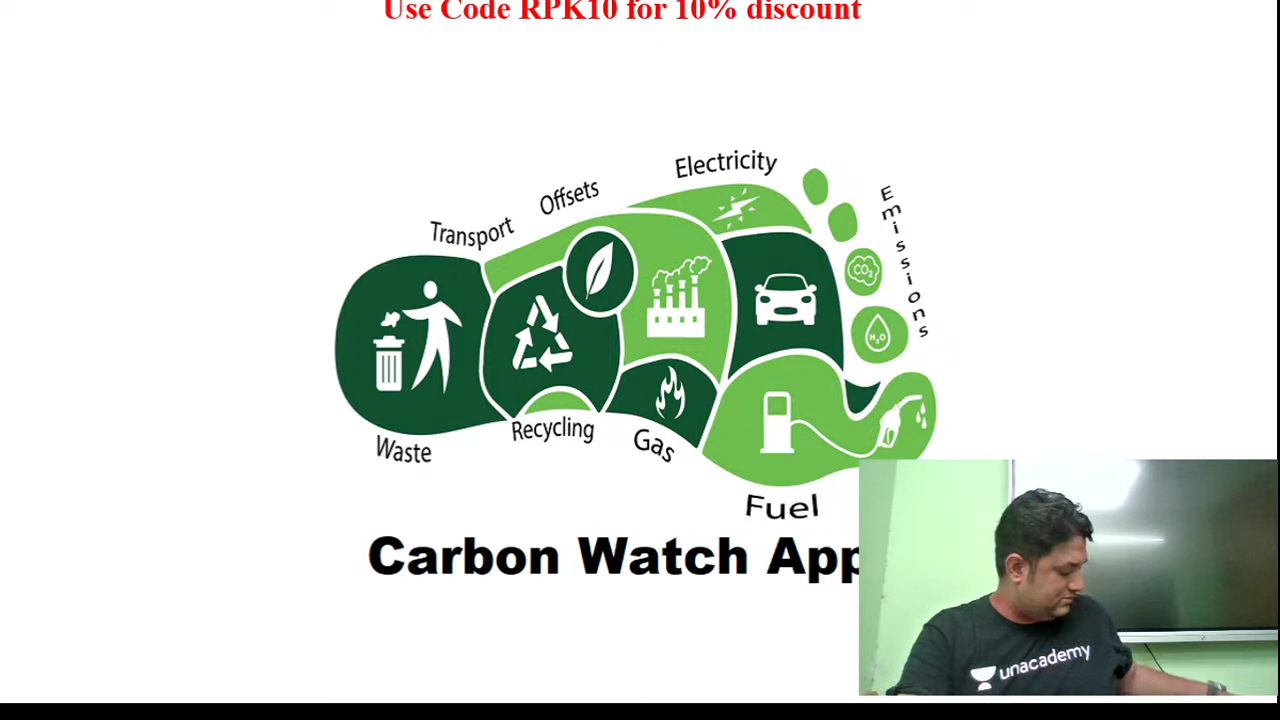 Use Code RPK10 for 10% discount
Electricity
Offsets
Transport
Emissions
CO2
H2O
Waste
Recycling
Gas
Fuel
Carbon Watch App
unacademy